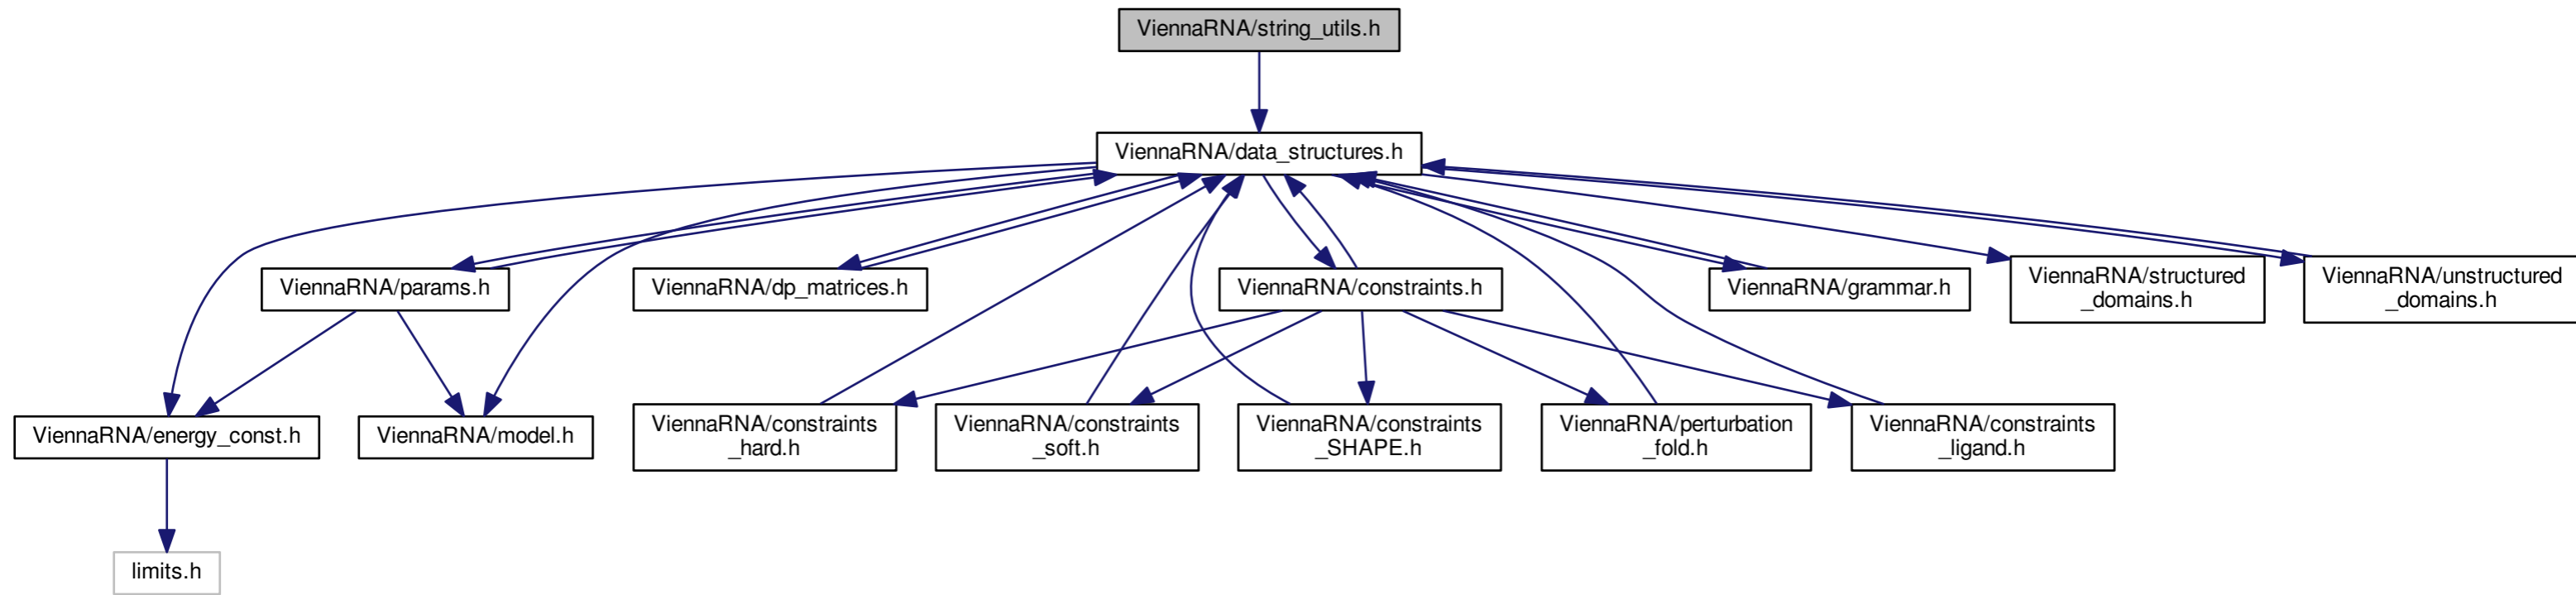 ViennaRNA/string_utils.h
ViennaRNA/data_structures.h
ViennaRNA/params.h
ViennaRNA/dp_matrices.h
ViennaRNA/constraints.h
ViennaRNA/grammar.h
ViennaRNA/structured
_domains.h
ViennaRNA/unstructured
_domains.h
ViennaRNA/energy_const.h
ViennaRNA/model.h
ViennaRNA/constraints
_hard.h
ViennaRNA/constraints
_soft.h
ViennaRNA/constraints
_SHAPE.h
ViennaRNA/perturbation
_fold.h
ViennaRNA/constraints
_ligand.h
limits.h